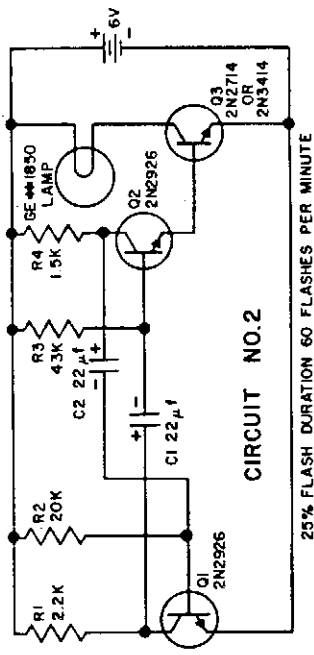 + -
6V
GE #1850
LAMP
Q3
2N2714
OR
2N3414
Q2
2N2926
R4
1.5K
R3
43K
C2 22 µf
+
-
C1 22 µf
+
-
R2
20K
R1
2.2K
Q1
2N2926
CIRCUIT NO.2
25% FLASH DURATION 60 FLASHES PER MINUTE